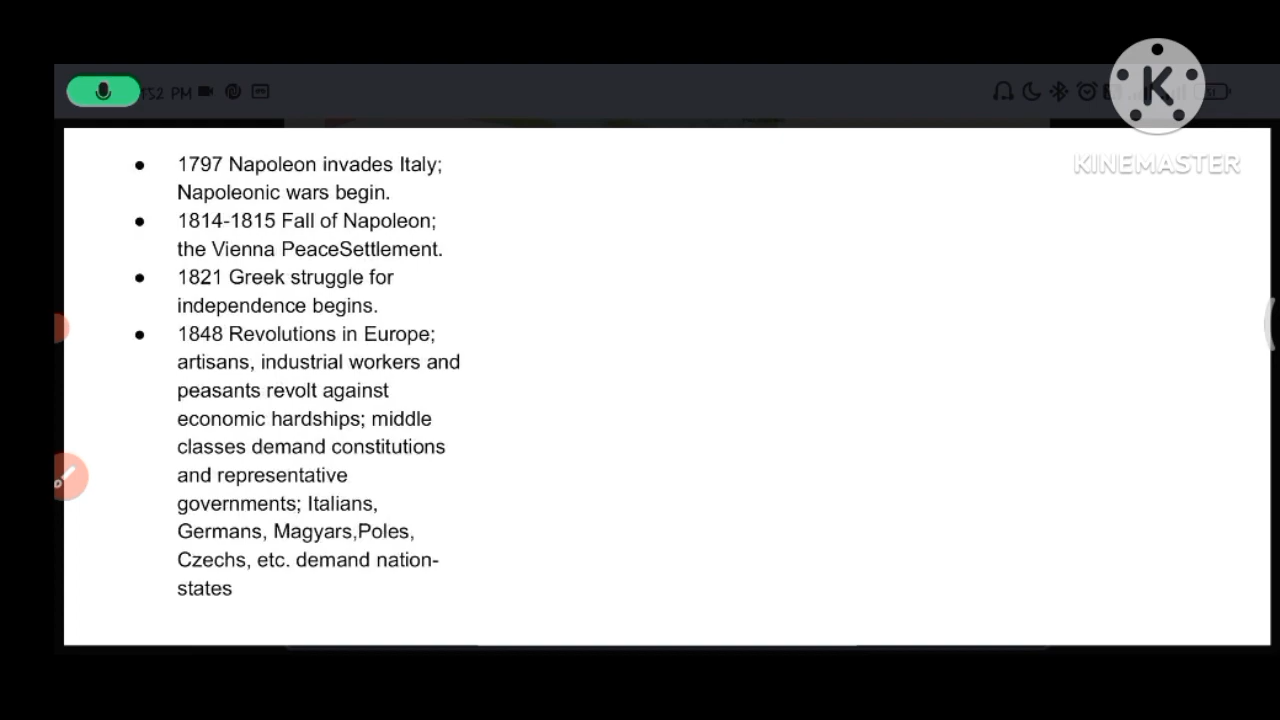 52 PM
K
KINEMASTER
● 1797 Napoleon invades Italy;
Napoleonic wars begin.
● 1814-1815 Fall of Napoleon;
the Vienna PeaceSettlement.
● 1821 Greek struggle for
independence begins.
● 1848 Revolutions in Europe;
artisans, industrial workers and
peasants revolt against
economic hardships; middle
classes demand constitutions
and representative
governments; Italians,
Germans, Magyars,Poles,
Czechs, etc. demand nation-
states